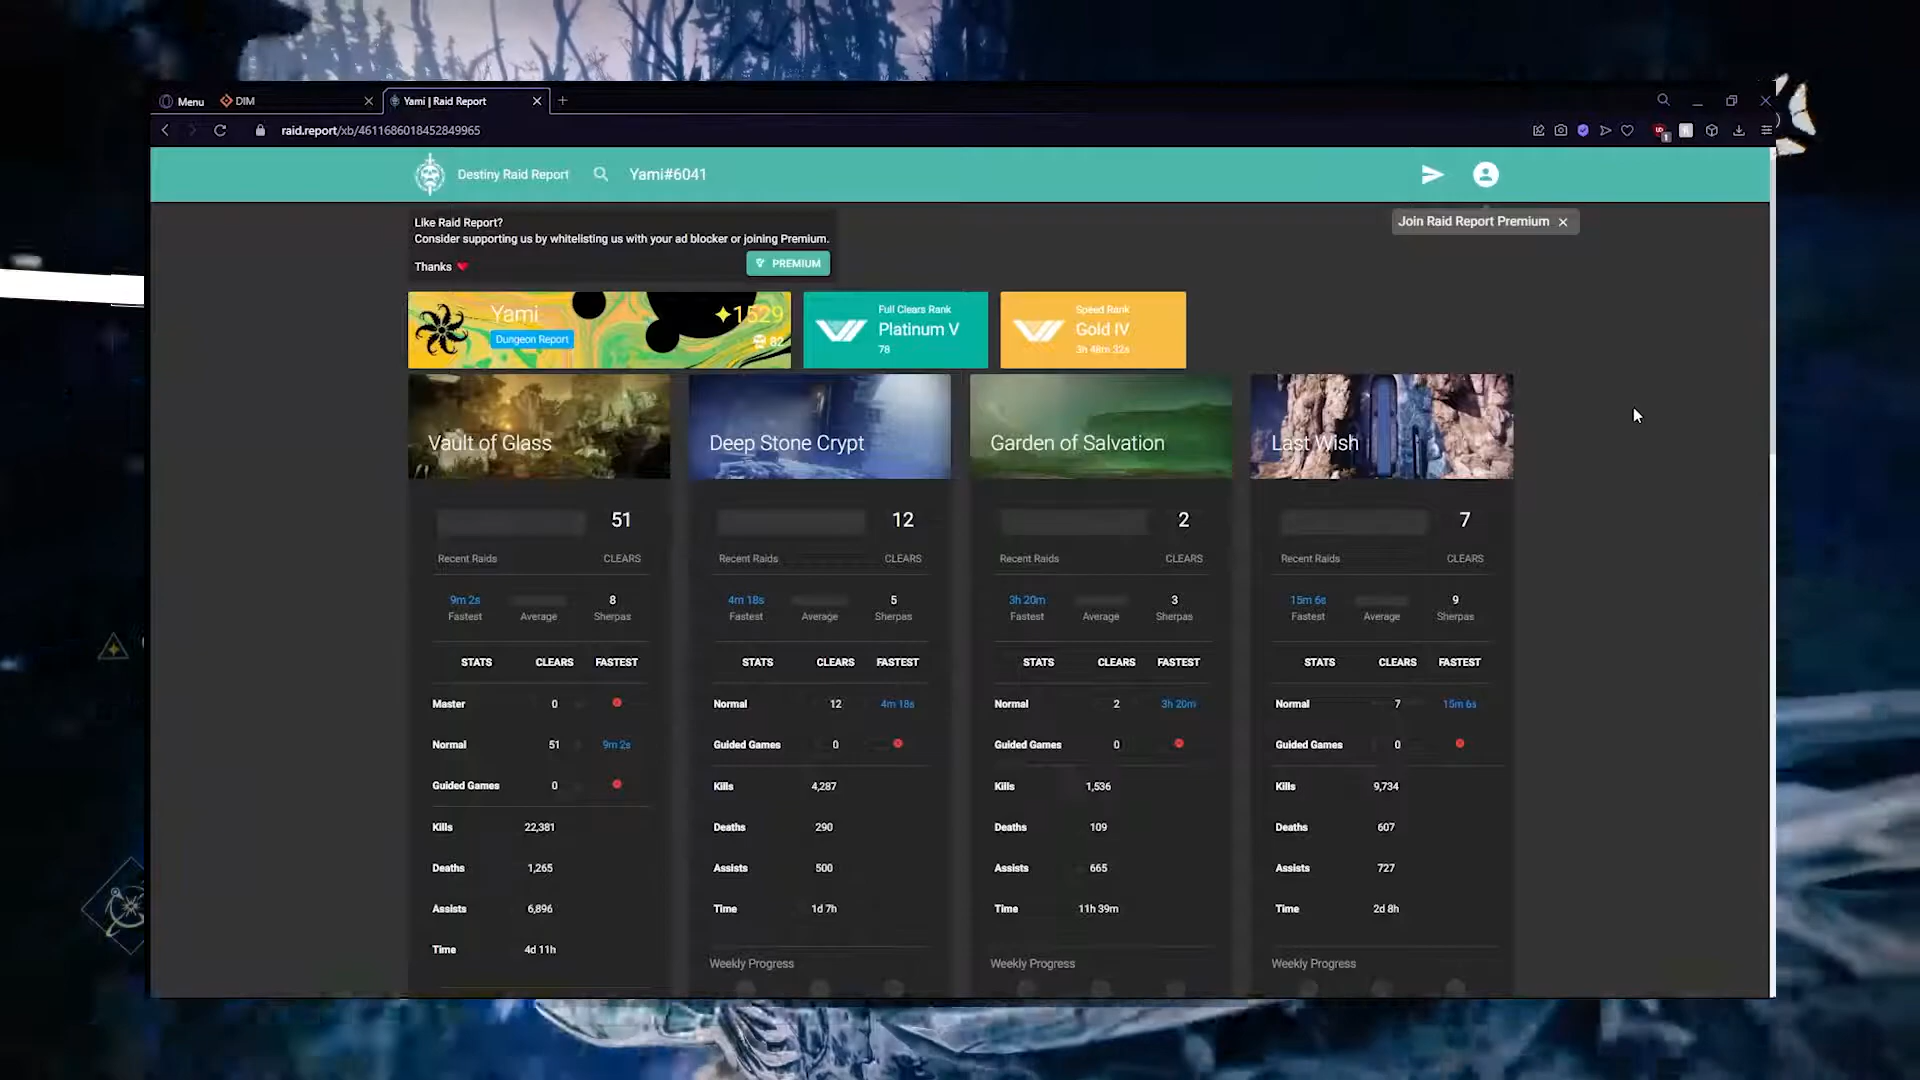 Menu
DIM
Yami | Raid Report
raid.report/xb/4611686018452849965
Destiny Raid Report
Yami#6041
Like Raid Report?
Consider supporting us by whitelisting us with your ad blocker or joining Premium.
Thanks
PREMIUM
Join Raid Report Premium
Yami
1529
Dungeon Report
82
Full Clears Rank
Platinum V
78
Speed Rank
Gold IV
3h 48m 32s
Vault of Glass
Deep Stone Crypt
Garden of Salvation
Last Wish
51
12
2
7
Recent Raids CLEARS
Recent Raids CLEARS
Recent Raids CLEARS
Recent Raids CLEARS
9m 2s 8
4m 18s 5
3h 20m 3
15m 6s 9
Fastest Average Sherpas
Fastest Average Sherpas
Fastest Average Sherpas
Fastest Average Sherpas
STATS CLEARS FASTEST
STATS CLEARS FASTEST
STATS CLEARS FASTEST
STATS CLEARS FASTEST
Master 0
Normal 12 4m 18s
Normal 2 3h 20m
Normal 7 15m 6s
Normal 51 9m 2s
Guided Games 0
Guided Games 0
Guided Games 0
Guided Games 0
Kills 4,287
Kills 1,536
Kills 9,734
Kills 22,381
Deaths 290
Deaths 109
Deaths 607
Deaths 1,265
Assists 500
Assists 665
Assists 727
Assists 6,896
Time 1d 7h
Time 11h 39m
Time 2d 8h
Time 4d 11h
Weekly Progress
Weekly Progress
Weekly Progress